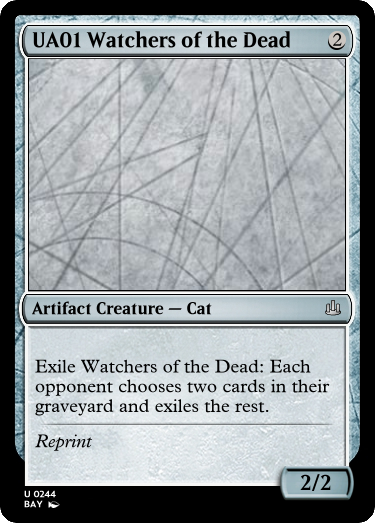 UA01 Watchers of the Dead 2
Artifact Creature — Cat
Exile Watchers of the Dead: Each
opponent chooses two cards in their
graveyard and exiles the rest.
Reprint
2/2
U 0244
BAY